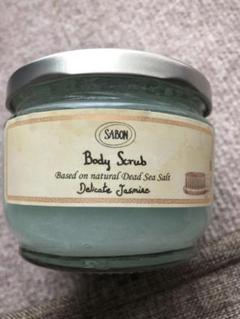 SABON
Body Scrub
Based on natural Dead Sea Salt
Delicate Jasmine